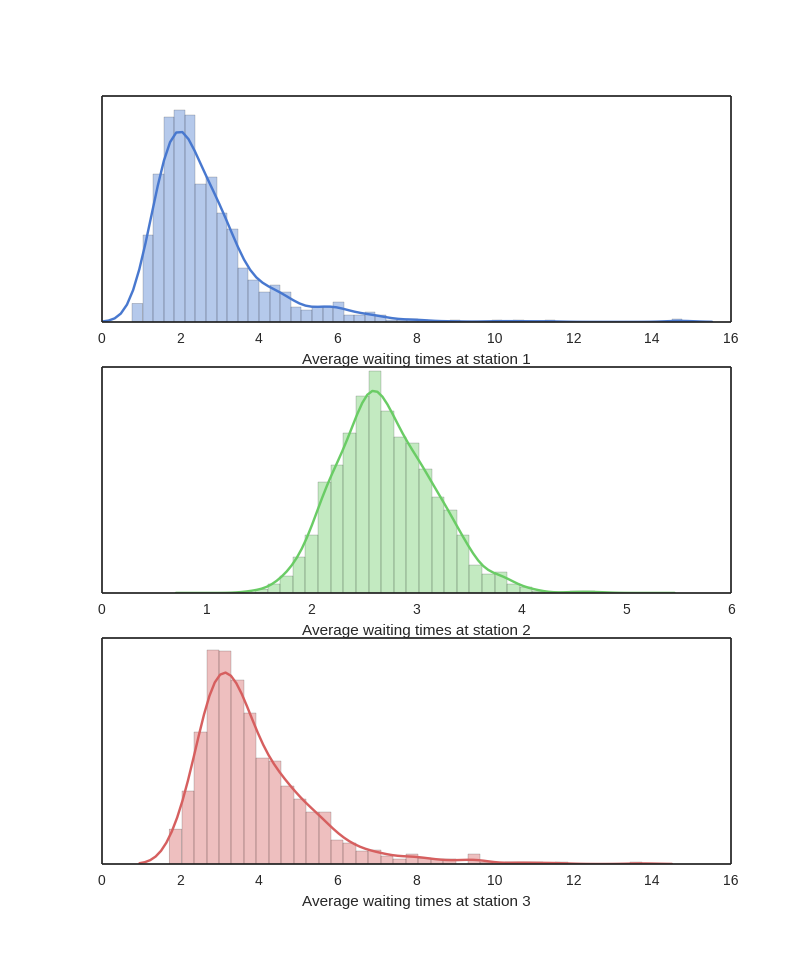 0 2 4 6 8 10 12 14 16
Average waiting times at station 1
0 1 2 3 4 5 6
Average waiting times at station 2
0 2 4 6 8 10 12 14 16
Average waiting times at station 3